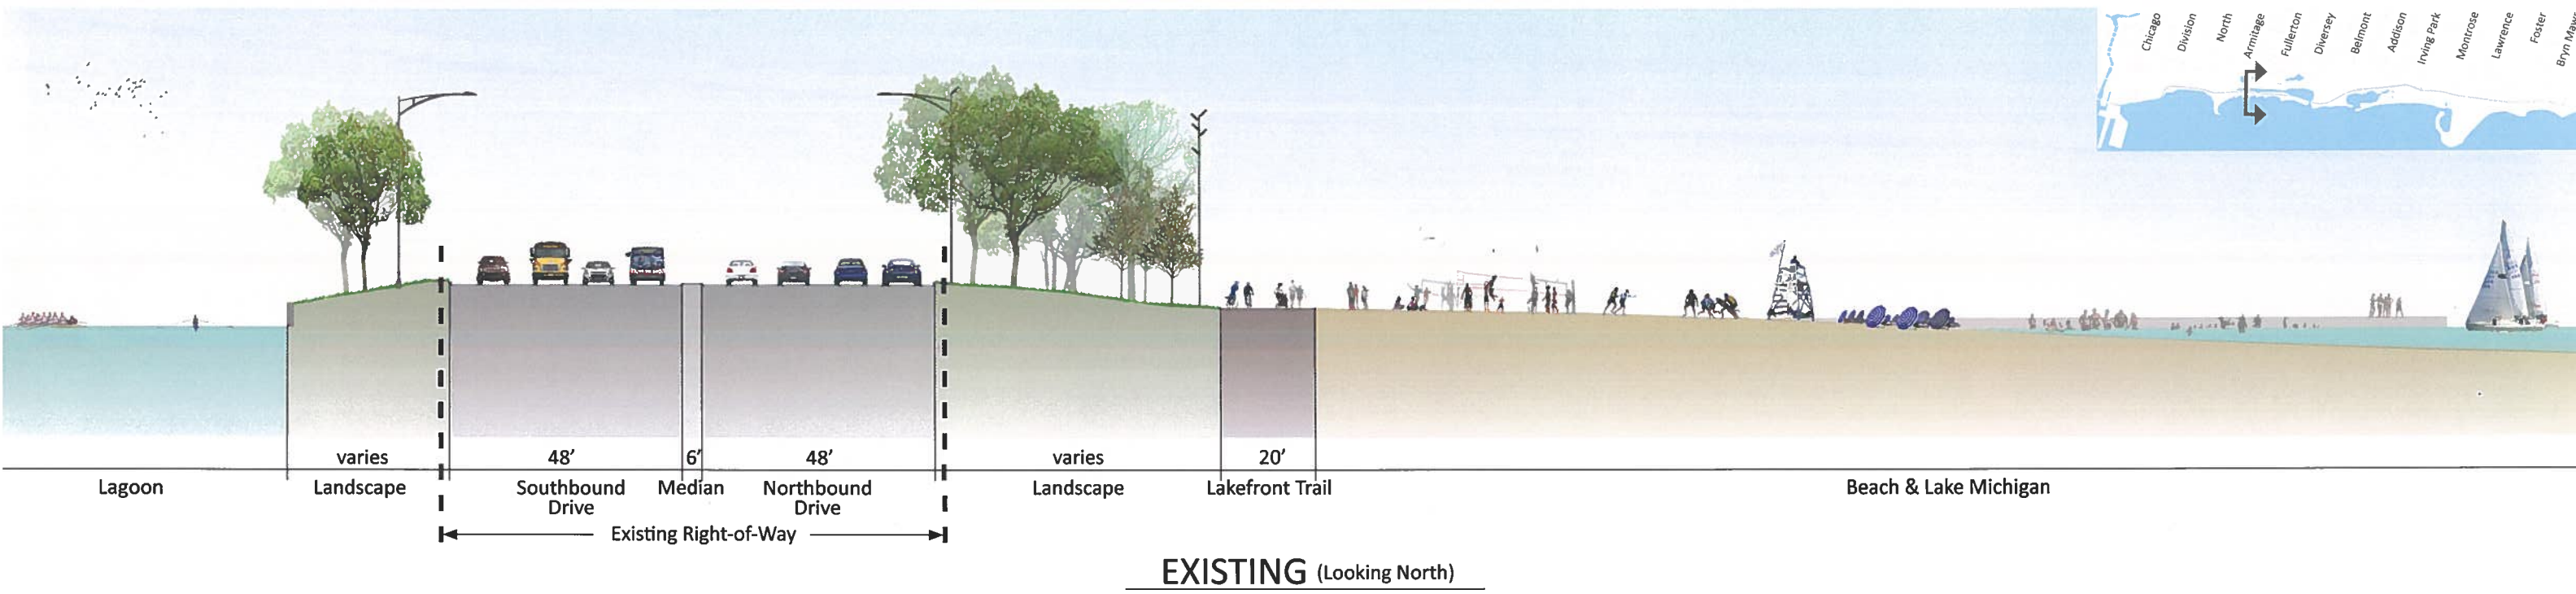 Chicago
Division
North
Armitage
Fullerton
Diversey
Belmont
Addison
Irving Park
Montrose
Lawrence
Foster
Bryn Maw
varies
48’
6’
48’
varies
20’
Lagoon
Landscape
Southbound
Drive
Median
Northbound
Drive
Landscape
Lakefront Trail
Beach & Lake Michigan
Existing Right-of-Way
EXISTING (Looking North)